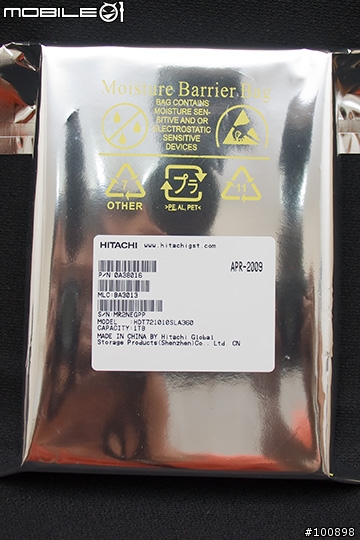 MOBILE01
Moisture Barrier Bag
BAG CONTAINS
MOISTURE SEN-
SITIVE AND OR
ELECTROSTATIC
SENSITIVE
DEVICES
7
OTHER
プラ
>PE, AL, PET<
11
HITACHI www.hitachigst.com
APR-2009
P/N:0A38016
MLC:BA3013
S/N:MR2NEGPP
MODEL :HDT721010SLA360
CAPACITY:1TB
MADE IN CHINA BY Hitachi Global
Storage Products(Shenzhen)Co., Ltd. CN
#100898